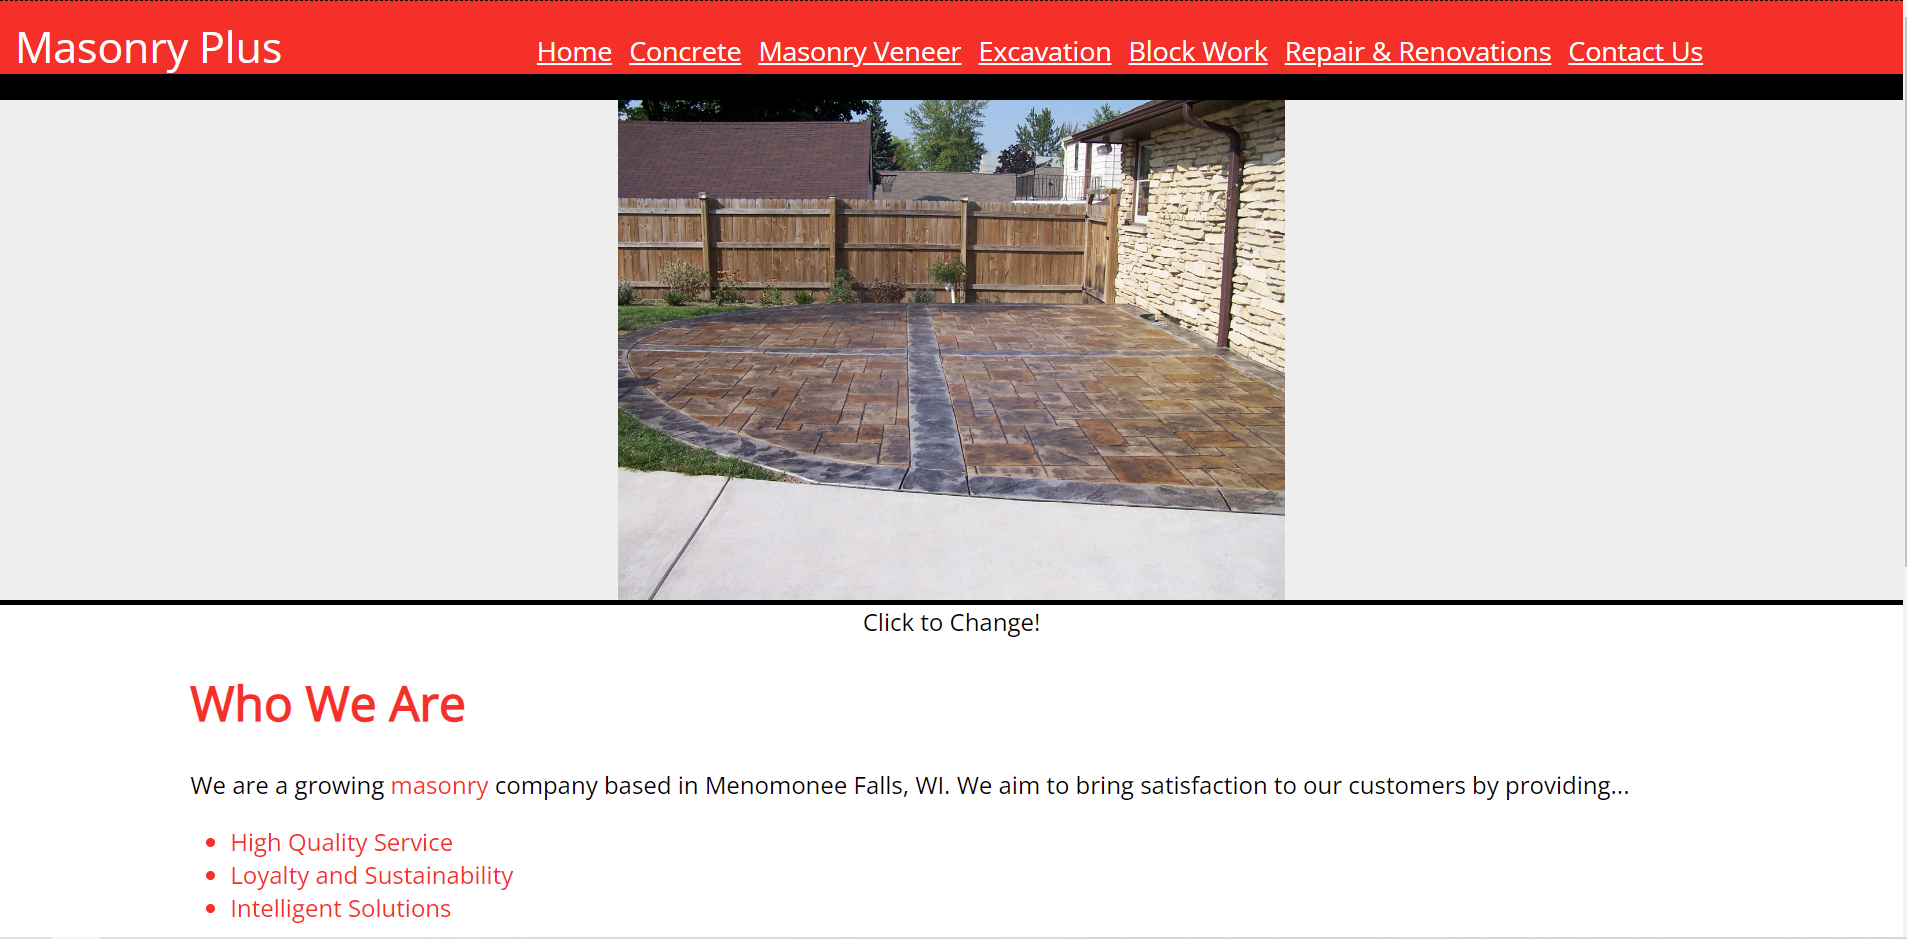 Masonry Plus
Home Concrete Masonry Veneer Excavation Block Work Repair & Renovations Contact Us
Click to Change!
Who We Are
We are a growing masonry company based in Menomonee Falls, WI. We aim to bring satisfaction to our customers by providing...
• High Quality Service
• Loyalty and Sustainability
• Intelligent Solutions